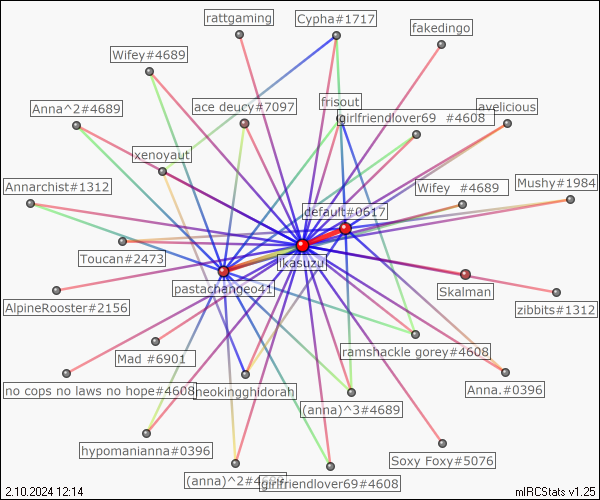 rattgaming
Cypha#1717
fakedingo
Wifey#4689
Anna^2#4689
ace deucy#7097
frisout
girlfriendlover69 #4608
avelicious
xenoyaut
Annarchist#1312
Wifey #4689
Mushy#1984
default#0617
Toucan#2473
Ikasuzu
pastachangeo41
Skalman
AlpineRooster#2156
zibbits#1312
Mad #6901
ramshackle gorey#4608
no cops no laws no hope#4608
neokingghidorah
Anna.#0396
(anna)^3#4689
hypomanianna#0396
Soxy Foxy#5076
(anna)^2#4
girlfriendlover69#4608
2.10.2024 12:14
mIRCStats v1.25